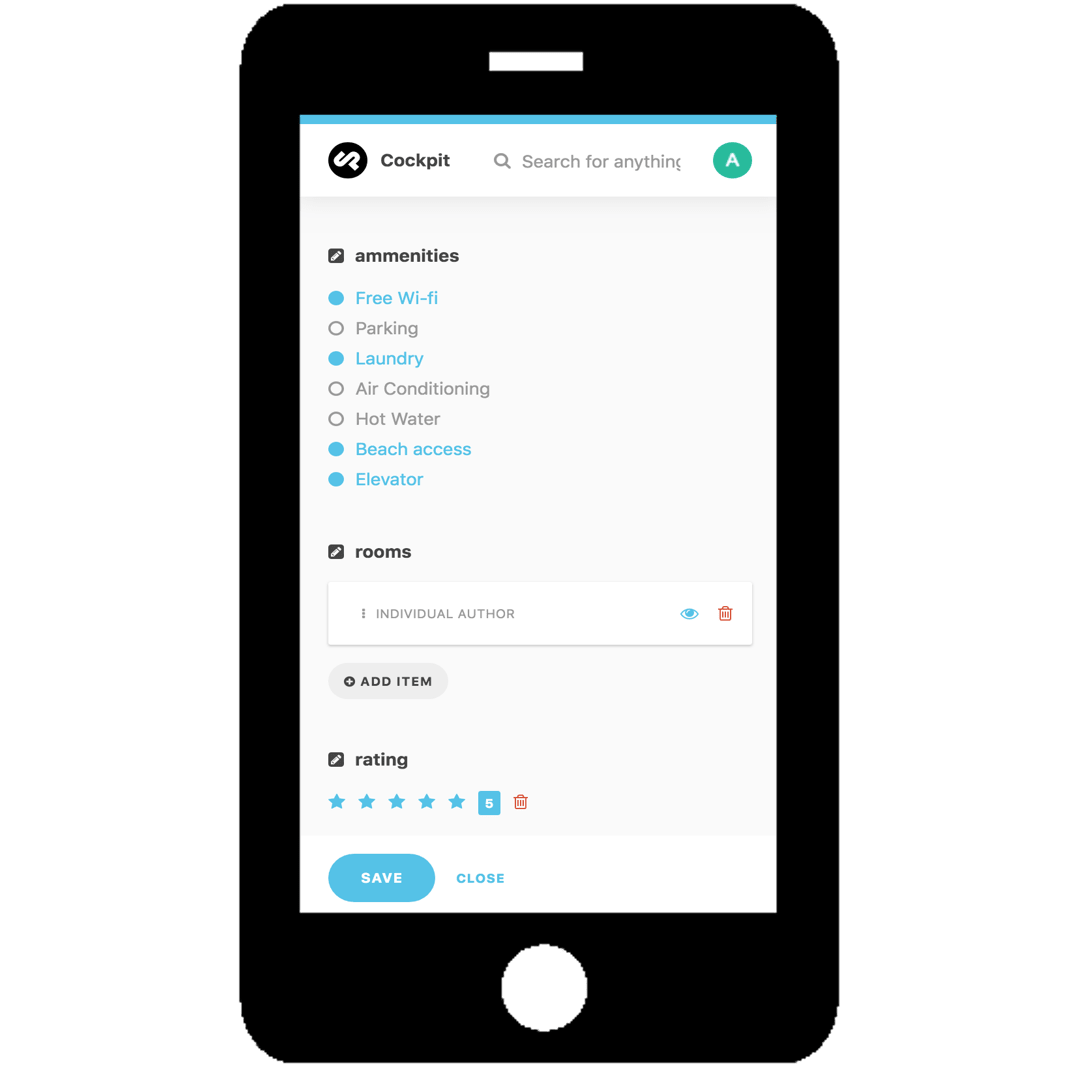 Cockpit
Search for anything
A
ammenities
Free Wi-fi
Parking
Laundry
Air Conditioning
Hot Water
Beach access
Elevator
rooms
INDIVIDUAL AUTHOR
ADD ITEM
rating
5
SAVE CLOSE